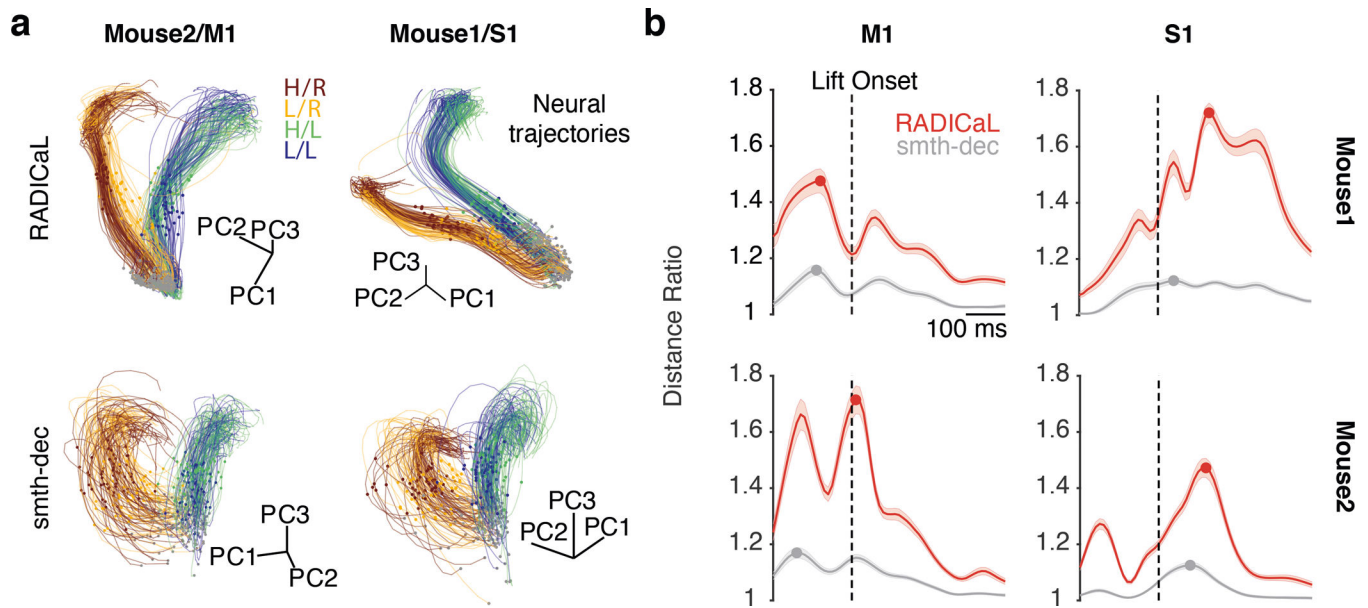 a
Mouse2/M1
Mouse1/S1
H/R
L/R
H/L
L/L
Neural
trajectories
RADICaL
PC2
PC3
PC1
PC3
PC2
PC1
smth-dec
PC3
PC1
PC2
PC3
PC2
PC1
b
M1
S1
Distance Ratio
1.8
1.6
1.4
1.2
1
Lift Onset
RADICaL
smth-dec
100 ms
1.8
1.6
1.4
1.2
1
Mouse1
1.8
1.6
1.4
1.2
1
1.8
1.6
1.4
1.2
1
Mouse2